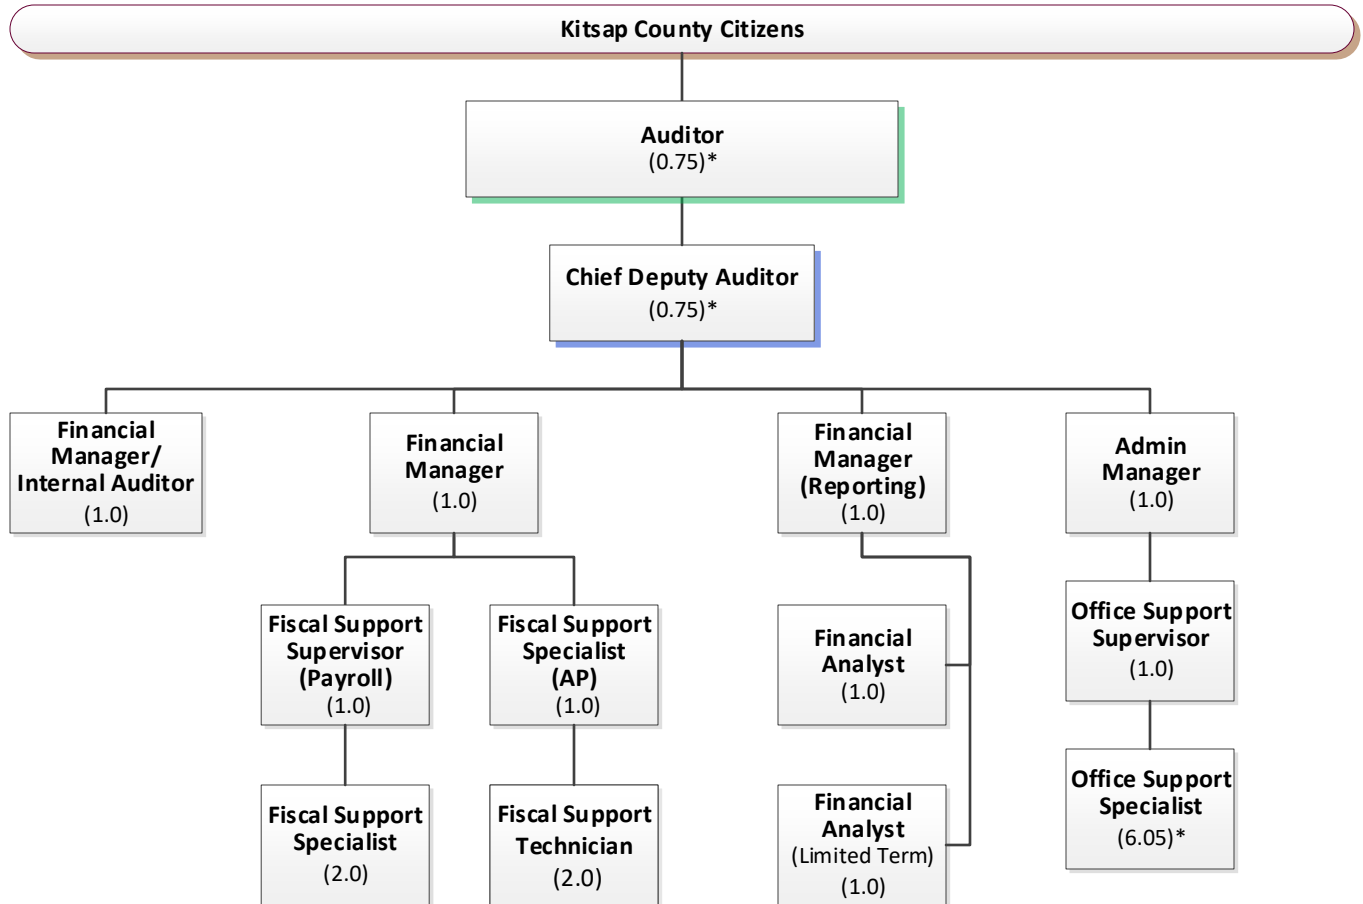 Kitsap County Citizens
Auditor
(0.75)*
Chief Deputy Auditor
(0.75)*
Financial
Manager/
Internal Auditor
(1.0)
Financial
Manager
(1.0)
Financial
Manager
(Reporting)
(1.0)
Admin
Manager
(1.0)
Fiscal Support
Supervisor
(Payroll)
(1.0)
Fiscal Support
Specialist
(AP)
(1.0)
Financial
Analyst
(1.0)
Office Support
Supervisor
(1.0)
Fiscal Support
Specialist
(2.0)
Fiscal Support
Technician
(2.0)
Financial
Analyst
(Limited Term)
(1.0)
Office Support
Specialist
(6.05)*